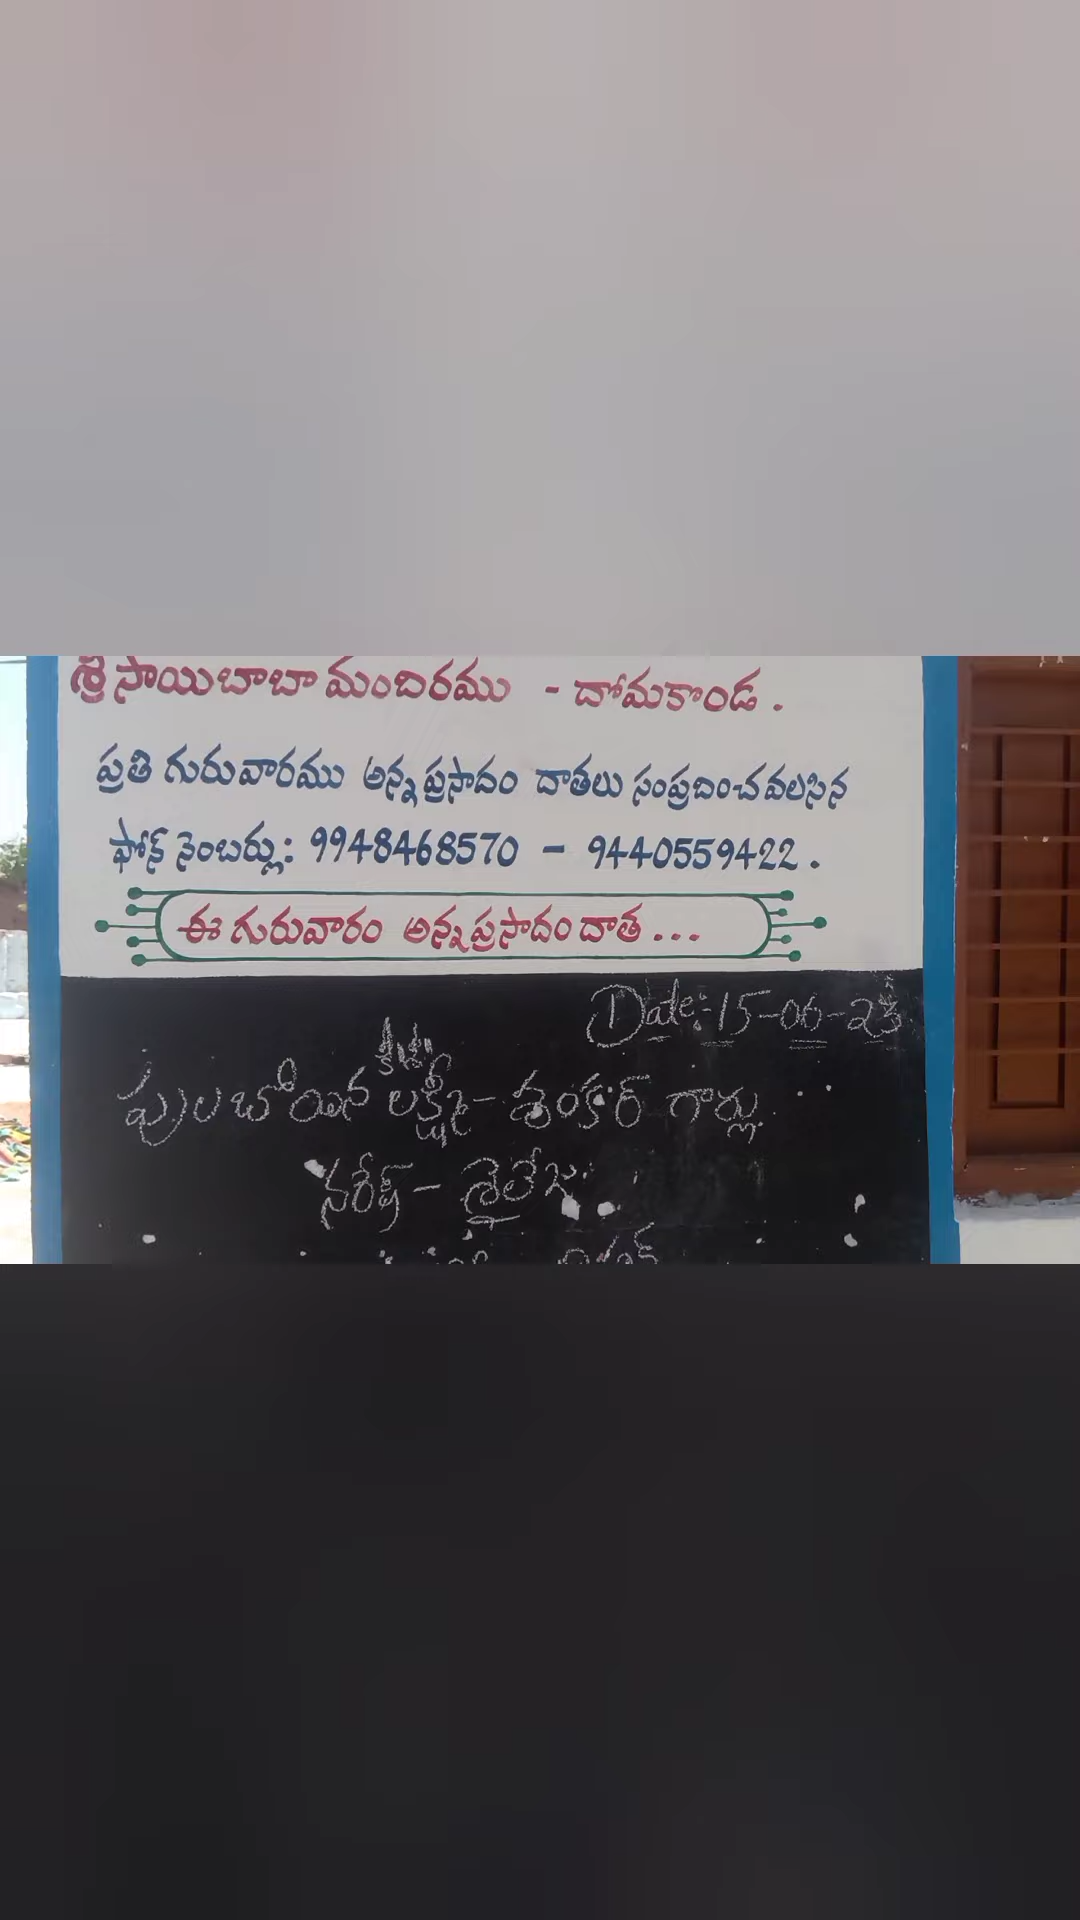 శ్రీ సాయిబాబా మందిరము - దోమకొండ.
ప్రతి గురువారము అన్నప్రసాదం దాతలు సంప్రదించవలసిన
ఫోన్ నెంబర్లు: 9948468570 - 9440559422.
ఈ గురువారం అన్నప్రసాదం దాత...
Date:-15-06-23
పులబోయిన లక్ష్మీ- శంకర్ గార్లు.
నరేష్ - శైలేజ